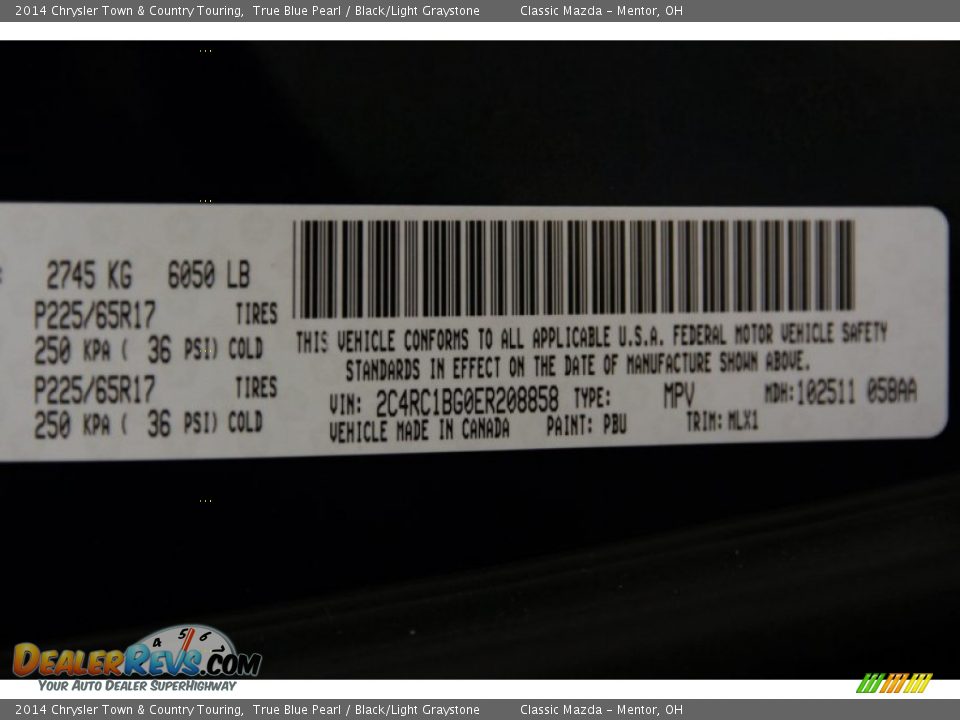 2014 Chrysler Town & Country Touring, True Blue Pearl / Black/Light Graystone Classic Mazda - Mentor, OH
2745 KG 6050 LB
P225/65R17 TIRES
250 KPA ( 36 PSI) COLD
P225/65R17 TIRES
250 KPA ( 36 PSI) COLD
THIS VEHICLE CONFORMS TO ALL APPLICABLE U.S.A. FEDERAL MOTOR VEHICLE SAFETY
STANDARDS IN EFFECT ON THE DATE OF MANUFACTURE SHOWN ABOVE.
VIN: 2C4RC1BG0ER208858 TYPE: MPV MDH:102511 058AA
VEHICLE MADE IN CANADA PAINT: PBU TRIM: MLX1
4 5 6
DEALERREVS.COM
YOUR AUTO DEALER SUPERHIGHWAY
2014 Chrysler Town & Country Touring, True Blue Pearl / Black/Light Graystone Classic Mazda - Mentor, OH